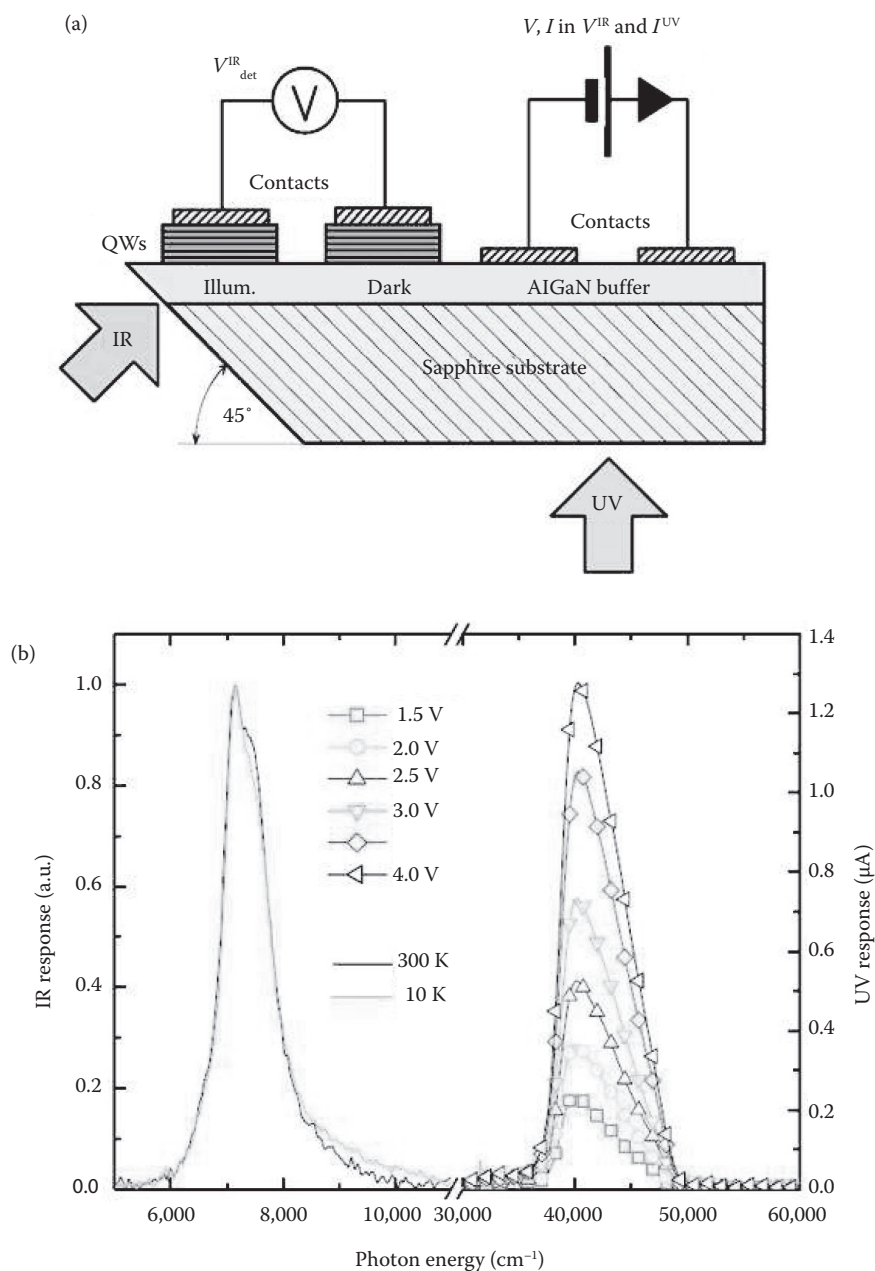 (a)
V, I in V^IR and I^UV
V^IR_det
V
Contacts
Contacts
QWs
Illum.
Dark
AlGaN buffer
IR
Sapphire substrate
45°
UV
(b)
1.4
1.0
1.2
0.8
1.0
0.6
0.8
0.4
0.6
0.2
0.4
0.0
0.2
0.0
1.5 V
2.0 V
2.5 V
3.0 V
4.0 V
300 K
10 K
IR response (a.u.)
UV response (μA)
6,000 8,000 10,000 30,000 40,000 50,000 60,000
Photon energy (cm⁻¹)